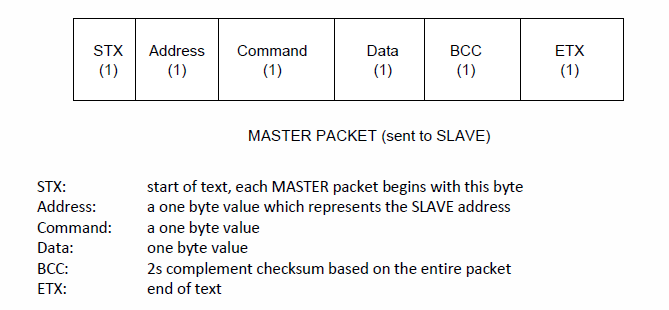 STX Address Command Data BCC ETX
(1) (1) (1) (1) (1) (1)
MASTER PACKET (sent to SLAVE)
STX: start of text, each MASTER packet begins with this byte
Address: a one byte value which represents the SLAVE address
Command: a one byte value
Data: one byte value
BCC: 2s complement checksum based on the entire packet
ETX: end of text